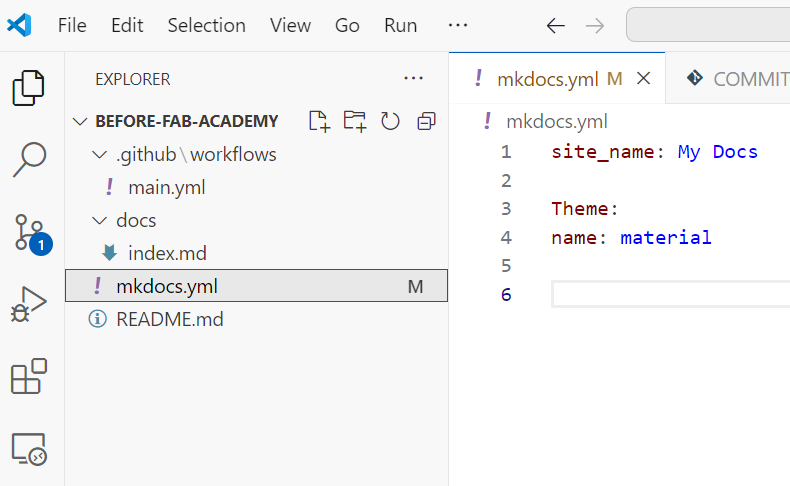 File Edit Selection View Go Run ···
EXPLORER ···
mkdocs.yml M
COMMIT
BEFORE-FAB-ACADEMY
mkdocs.yml
.github\workflows
main.yml
docs
index.md
mkdocs.yml M
README.md
1
1 site_name: My Docs
2
3 Theme:
4 name: material
5
6